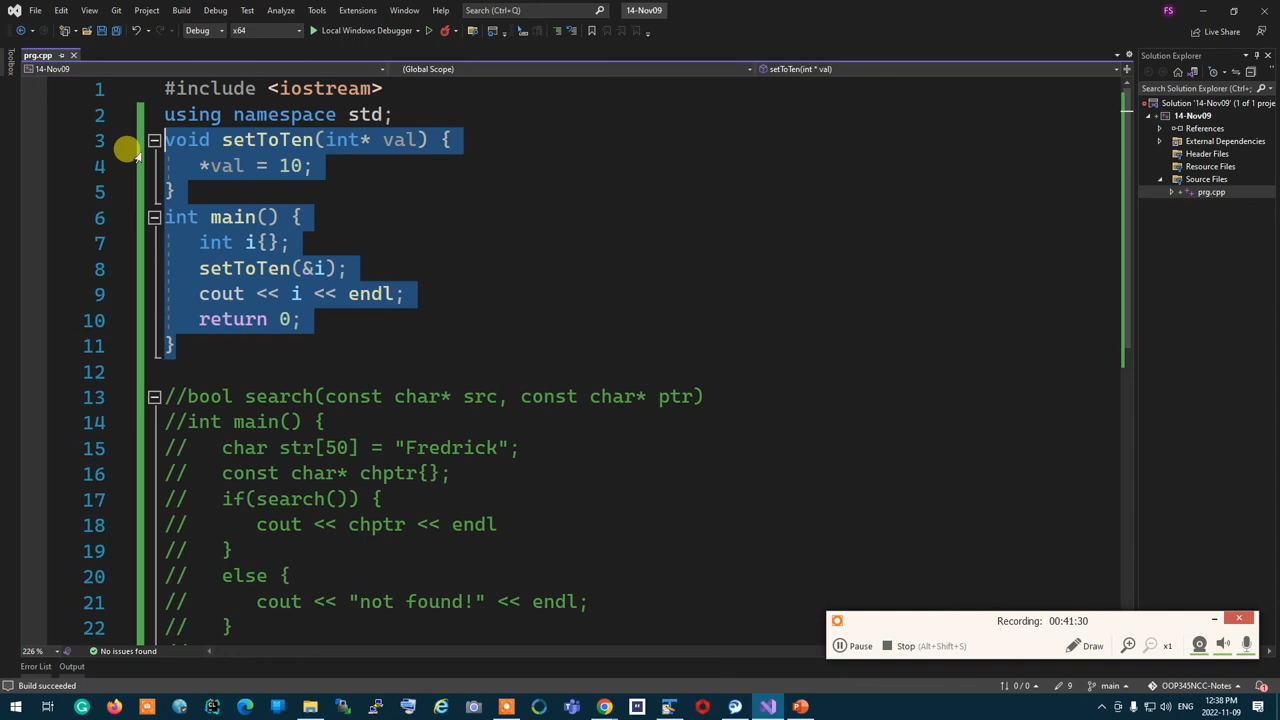 File Edit View Git Project Build Debug Test Analyze Tools Extensions Window Help Search (Ctrl+Q) 14-Nov09 FS
Debug x64 Local Windows Debugger Live Share
prg.cpp
14-Nov09 (Global Scope) setToTen(int * val)
Toolbox
1 #include <iostream>
2 using namespace std;
3 void setToTen(int* val) {
4 *val = 10;
5 }
6 int main() {
7 int i{};
8 setToTen(&i);
9 cout << i << endl;
10 return 0;
11 }
12
13 //bool search(const char* src, const char* ptr)
14 //int main() {
15 // char str[50] = "Fredrick";
16 // const char* chptr{};
17 // if(search()) {
18 // cout << chptr << endl
19 // }
20 // else {
21 // cout << "not found!" << endl;
22 // }
Solution Explorer
Search Solution Explorer (Ctrl+;)
Solution '14-Nov09' (1 of 1 proje
14-Nov09
References
External Dependencies
Header Files
Resource Files
Source Files
prg.cpp
Recording: 00:41:30
Pause Stop (Alt+Shift+S) Draw x1
226 % No issues found
Error List Output
Build succeeded 0 / 0 9 main OOP345NCC-Notes
12:38 PM
2022-11-09